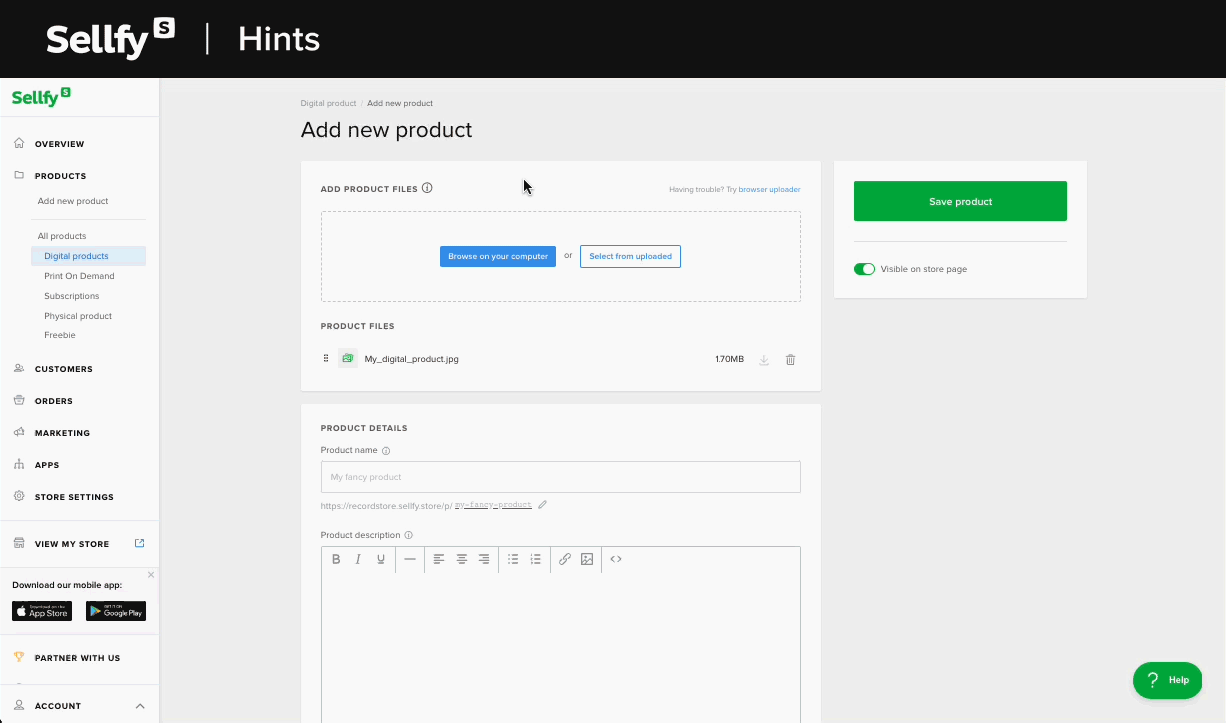 Sellfy S | Hints
Sellfy S
OVERVIEW
PRODUCTS
Add new product
All products
Digital products
Print On Demand
Subscriptions
Physical product
Freebie
CUSTOMERS
ORDERS
MARKETING
APPS
STORE SETTINGS
VIEW MY STORE
Download our mobile app:
Download on the
App Store
GET IT ON
Google Play
PARTNER WITH US
ACCOUNT
Digital product / Add new product
Add new product
ADD PRODUCT FILES
Having trouble? Try browser uploader
Browse on your computer or Select from uploaded
PRODUCT FILES
My_digital_product.jpg 1.70MB
PRODUCT DETAILS
Product name
My fancy product
https://recordstore.sellfy.store/p/ my-fancy-product
Product description
B I U
Save product
Visible on store page
? Help